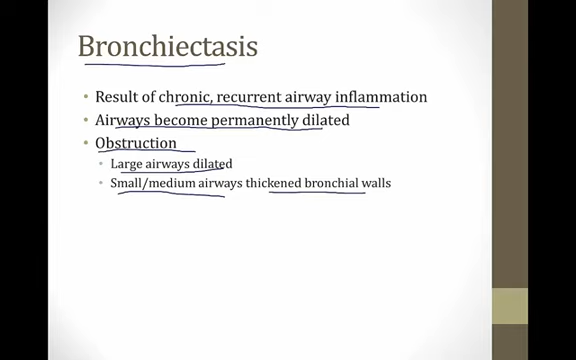 Bronchiectasis
• Result of chronic, recurrent airway inflammation
• Airways become permanently dilated
• Obstruction
• Large airways dilated
• Small/medium airways thickened bronchial walls